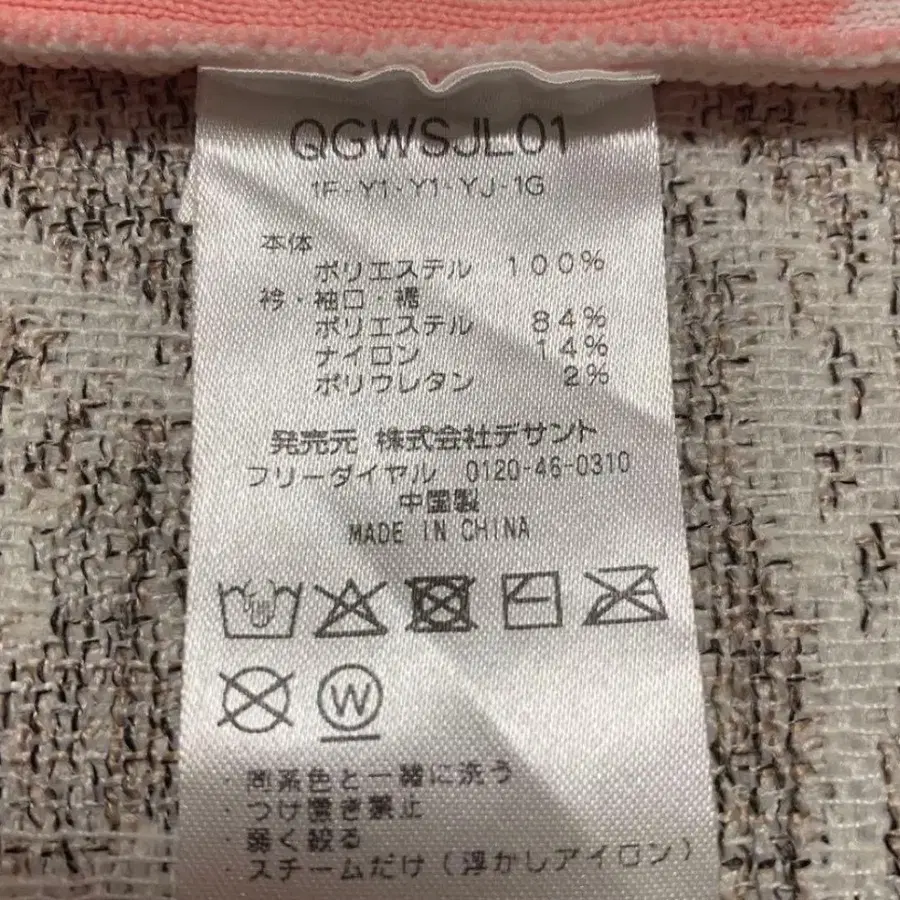 QGWSJL01
1F-Y1-Y1-YJ-1G
本体
ポリエステル 100%
衿・袖口・裾
ポリエステル 84%
ナイロン 14%
ポリウレタン 2%
発売元 株式会社デサント
フリーダイヤル 0120-46-0310
中国製
MADE IN CHINA
W
・同系色と一緒に洗う
・つけ置き禁止
・弱く絞る
・スチームだけ(浮かしアイロン)